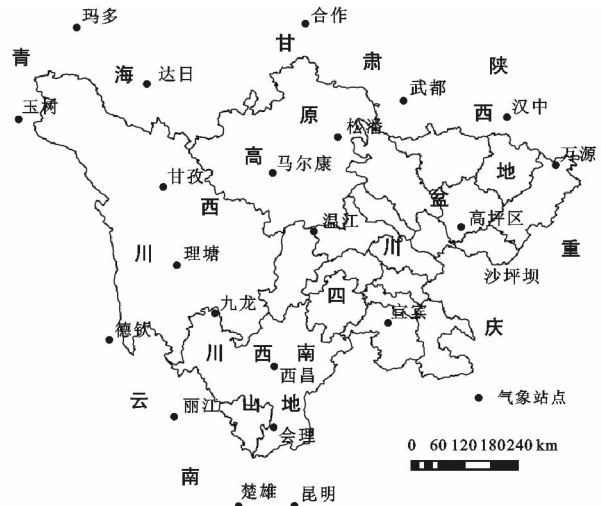 玛多
合作
甘
肃
青
海
达日
陕
西
武都
汉中
玉树
原
松潘
高
马尔康
万源
地
甘孜
西
盆
高坪区
温江
川
川
理塘
沙坪坝
重
四
九龙
宜宾
庆
德钦
川 西 南
西昌
气象站点
云
丽江
山 地
会理
0 60 120 180 240 km
南
楚雄
昆明